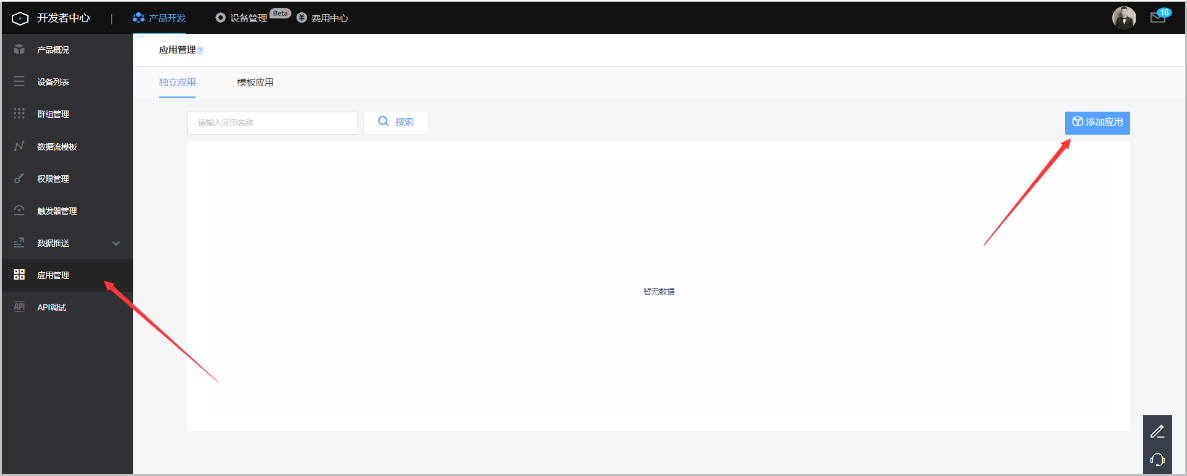 开发者中心 | 产品开发 设备管理 Beta 费用中心 16
产品概况
设备列表
群组管理
数据流模板
权限管理
触发器管理
数据推送
应用管理
API调试
应用管理?
独立应用 模板应用
请输入应用名称 搜索 添加应用
暂无数据